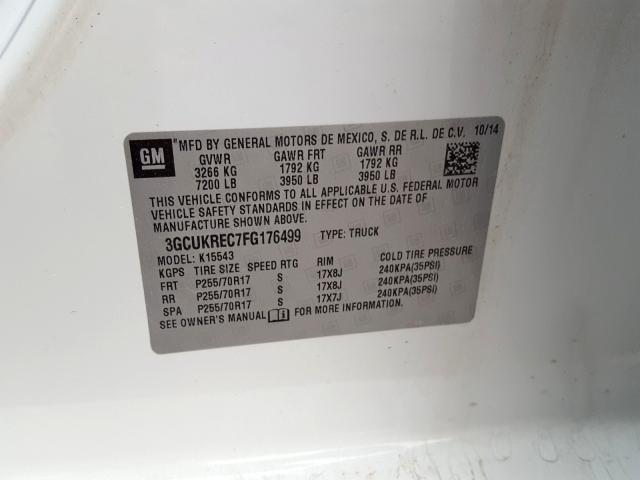 GM
MFD BY GENERAL MOTORS DE MEXICO, S. DE R.L. DE C.V. 10/14
GVWR GAWR FRT GAWR RR
3266 KG 1792 KG 1792 KG
7200 LB 3950 LB 3950 LB
THIS VEHICLE CONFORMS TO ALL APPLICABLE U.S. FEDERAL MOTOR
VEHICLE SAFETY STANDARDS IN EFFECT ON THE DATE OF
MANUFACTURE SHOWN ABOVE.
3GCUKREC7FG176499 TYPE: TRUCK
MODEL: K15543
KGPS TIRE SIZE SPEED RTG RIM COLD TIRE PRESSURE
FRT P255/70R17 S 17X8J 240KPA(35PSI)
RR P255/70R17 S 17X8J 240KPA(35PSI)
SPA P255/70R17 S 17X7J 240KPA(35PSI)
SEE OWNER'S MANUAL FOR MORE INFORMATION.